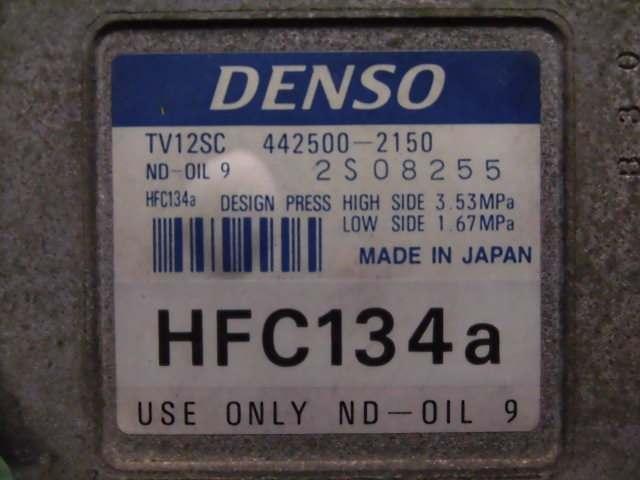 DENSO
TV12SC 442500-2150
ND-OIL 9 2S08255
HFC134a DESIGN PRESS HIGH SIDE 3.53MPa
LOW SIDE 1.67MPa
MADE IN JAPAN
HFC134a
USE ONLY ND-OIL 9